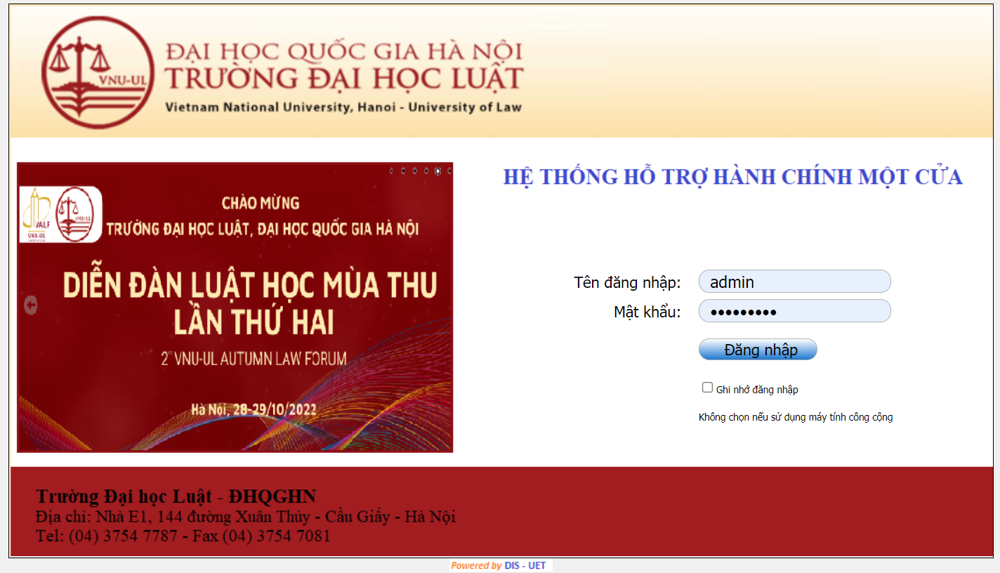 VNU-UL
ĐẠI HỌC QUỐC GIA HÀ NỘI
TRƯỜNG ĐẠI HỌC LUẬT
Vietnam National University, Hanoi - University of Law
VALF
VNU-UL
VNU-UL
CHÀO MỪNG
TRƯỜNG ĐẠI HỌC LUẬT, ĐẠI HỌC QUỐC GIA HÀ NỘI
DIỄN ĐÀN LUẬT HỌC MÙA THU
LẦN THỨ HAI
2 VNU-UL AUTUMN LAW FORUM
Hà Nội, 28-29/10/2022
HỆ THỐNG HỖ TRỢ HÀNH CHÍNH MỘT CỬA
Tên đăng nhập: admin
Mật khẩu: •••••••••
Đăng nhập
Ghi nhớ đăng nhập
Không chọn nếu sử dụng máy tính công cộng
Trường Đại học Luật - ĐHQGHN
Địa chỉ: Nhà E1, 144 đường Xuân Thủy - Cầu Giấy - Hà Nội
Tel: (04) 3754 7787 - Fax (04) 3754 7081
Powered by DIS - UET